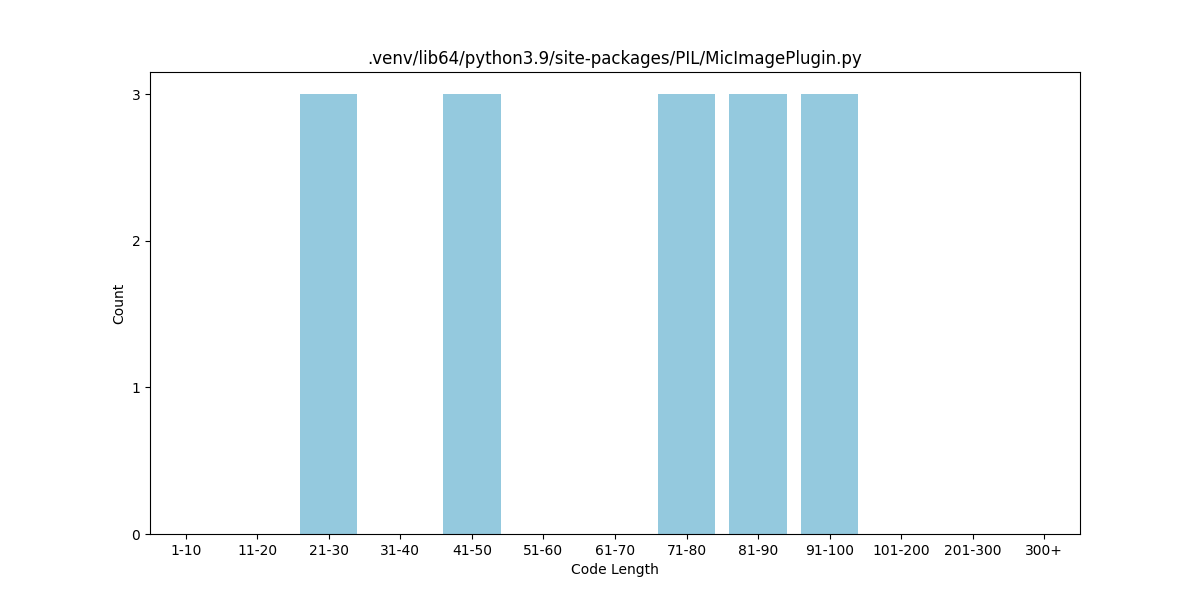 .venv/lib64/python3.9/site-packages/PIL/MicImagePlugin.py
3
2
1
0
Count
1-10 11-20 21-30 31-40 41-50 51-60 61-70 71-80 81-90 91-100 101-200 201-300 300+
Code Length